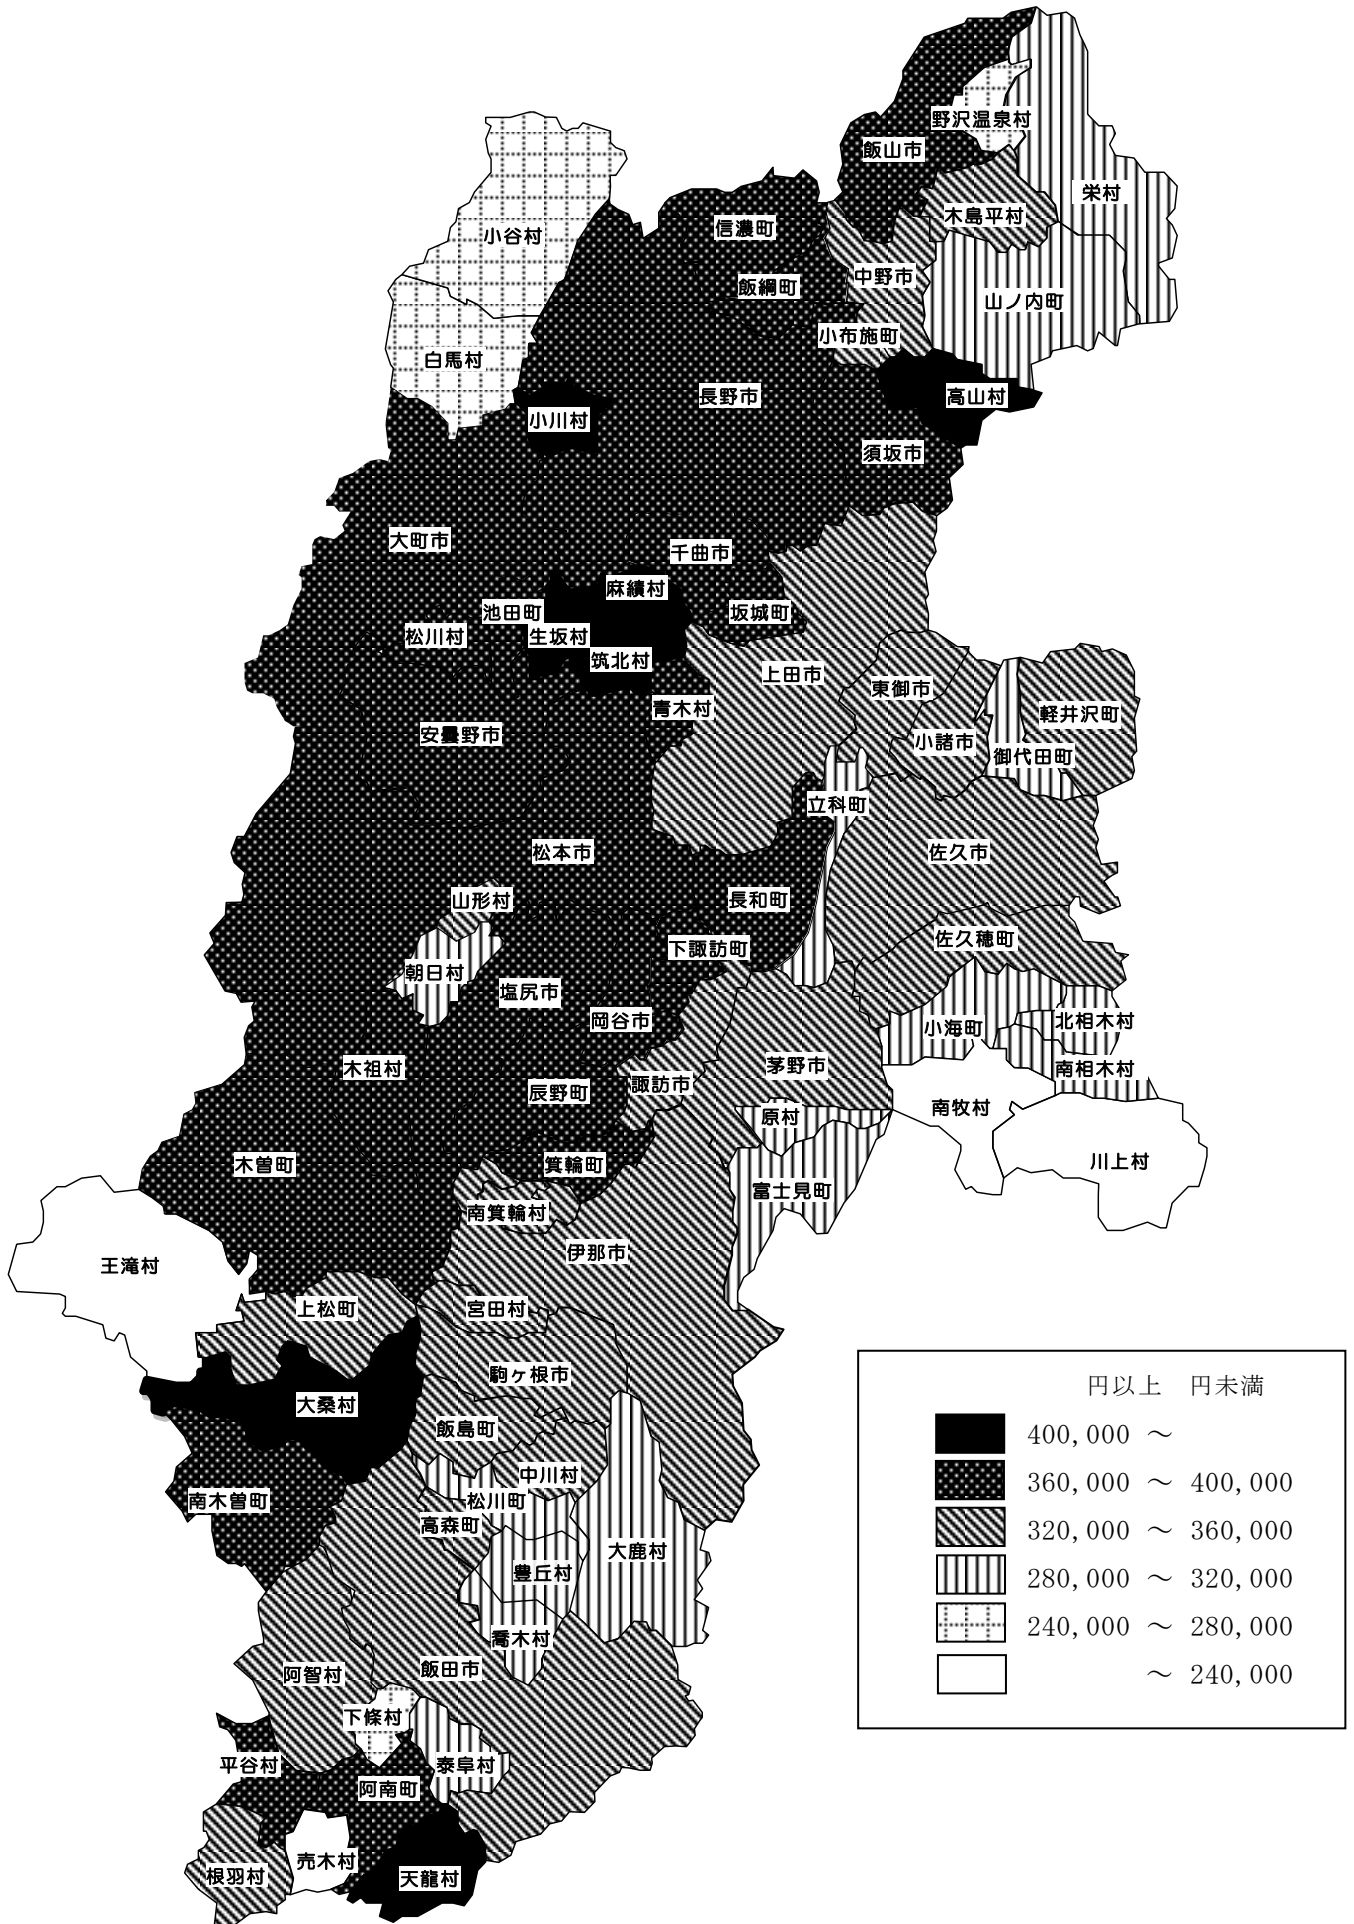 野沢温泉村
飯山市
栄村
木島平村
信濃町
小谷村
中野市
飯綱町
山ノ内町
小布施町
白馬村
長野市
高山村
小川村
須坂市
大町市
千曲市
麻績村
池田町
坂城町
松川村
生坂村
筑北村
上田市
東御市
青木村
軽井沢町
安曇野市
小諸市
御代田町
立科町
松本市
佐久市
山形村
長和町
佐久穂町
下諏訪町
朝日村
塩尻市
岡谷市
北相木村
小海町
木祖村
茅野市
南相木村
諏訪市
辰野町
南牧村
原村
川上村
木曽町
箕輪町
富士見町
南箕輪村
伊那市
王滝村
上松町
宮田村
駒ヶ根市
大桑村
飯島町
中川村
南木曽町
松川町
高森町
大鹿村
豊丘村
喬木村
阿智村
飯田市
下條村
平谷村
泰阜村
阿南町
売木村
根羽村
天龍村
円以上 円未満
400,000 ～
360,000 ～ 400,000
320,000 ～ 360,000
280,000 ～ 320,000
240,000 ～ 280,000
～ 240,000